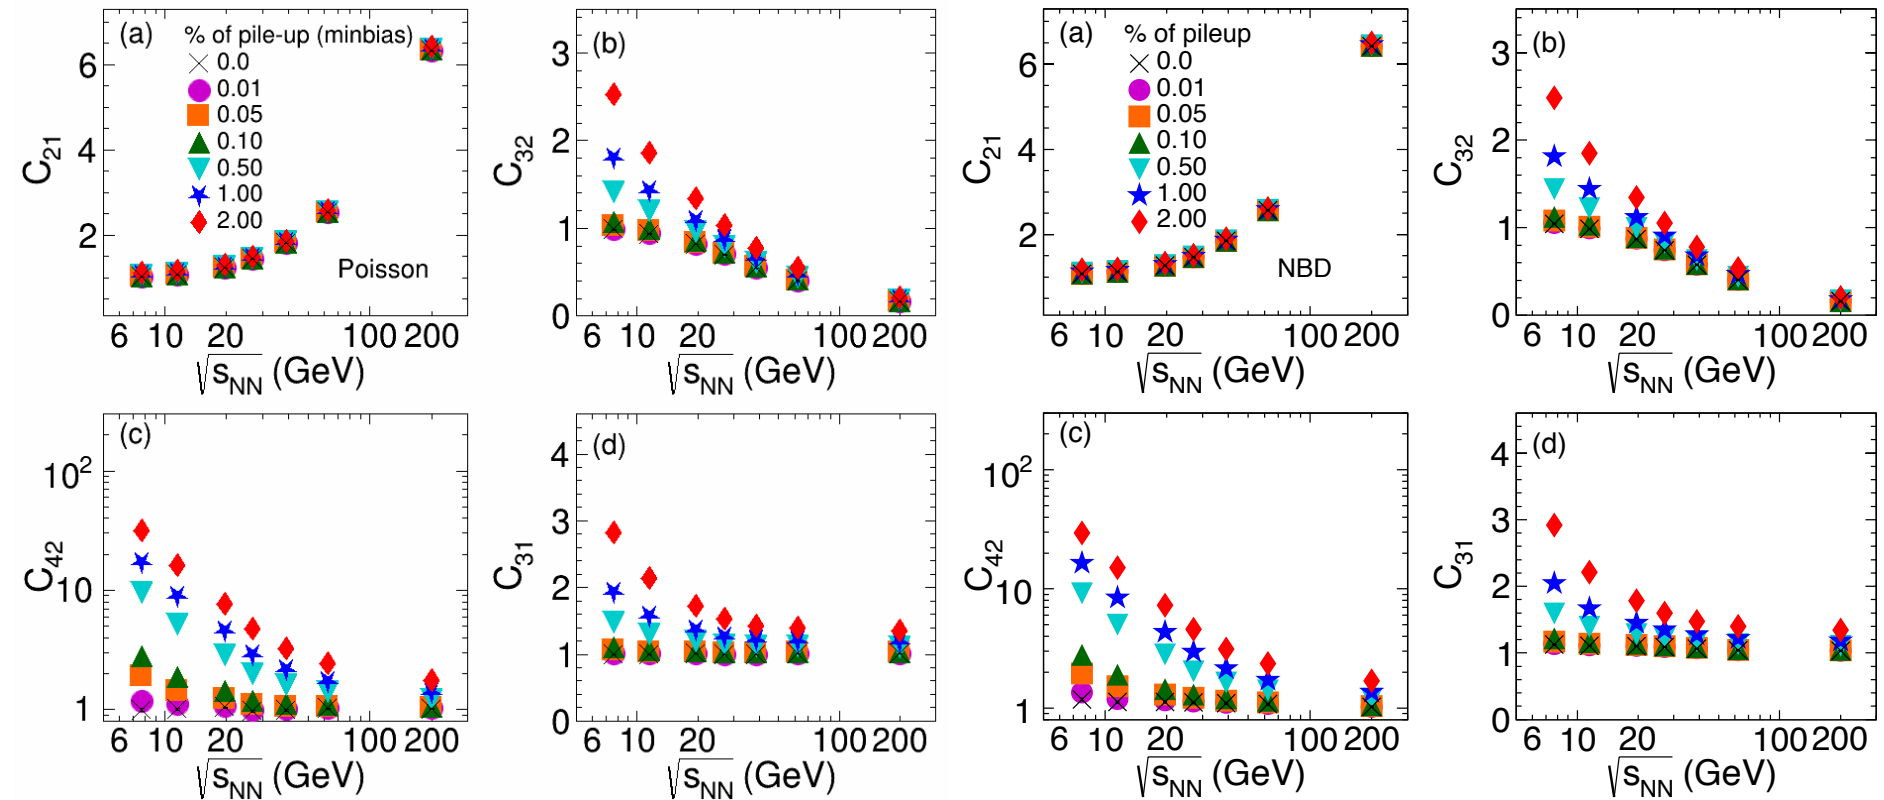 (a)
% of pile-up (minbias)
0.0
0.01
0.05
0.10
0.50
1.00
2.00
Poisson
C21
6
4
2
6 10 20 100 200
√sNN (GeV)
(b)
C32
3
2
1
0
6 10 20 100 200
√sNN (GeV)
(a)
% of pileup
0.0
0.01
0.05
0.10
0.50
1.00
2.00
NBD
C21
6
4
2
6 10 20 100 200
√sNN (GeV)
(b)
C32
3
2
1
0
6 10 20 100 200
√sNN (GeV)
(c)
C42
10²
10
1
6 10 20 100 200
√sNN (GeV)
(d)
C31
4
3
2
1
0
6 10 20 100 200
√sNN (GeV)
(c)
C42
10²
10
1
6 10 20 100 200
√sNN (GeV)
(d)
C31
4
3
2
1
0
6 10 20 100 200
√sNN (GeV)